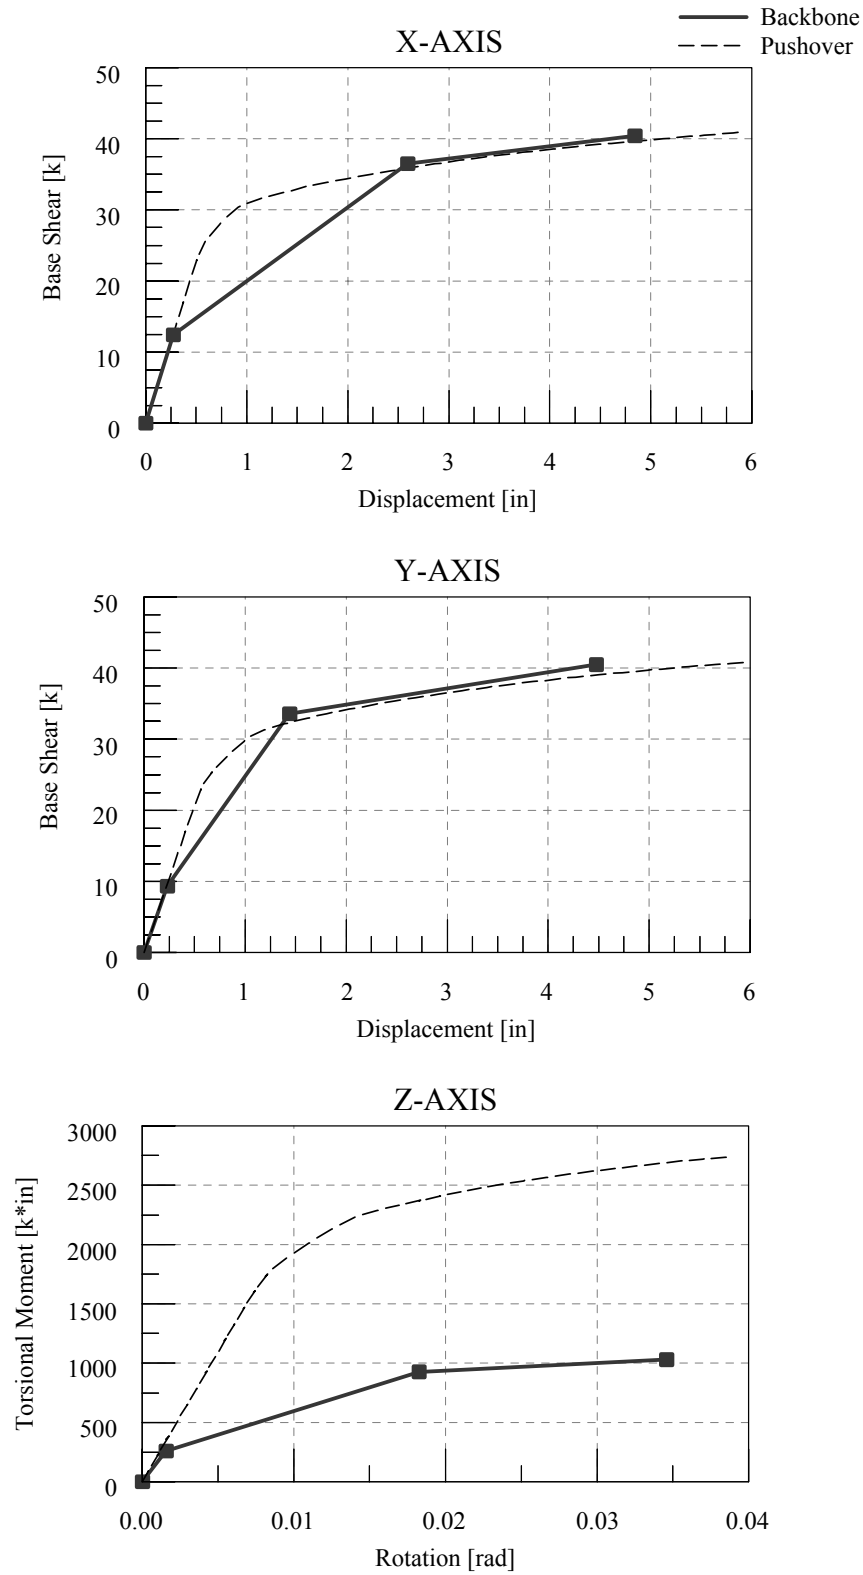 Backbone
Pushover
X-AXIS
50
40
30
20
10
0
Base Shear [k]
0 1 2 3 4 5 6
Displacement [in]
Y-AXIS
50
40
30
20
10
0
Base Shear [k]
0 1 2 3 4 5 6
Displacement [in]
Z-AXIS
3000
2500
2000
1500
1000
500
0
Torsional Moment [k*in]
0.00 0.01 0.02 0.03 0.04
Rotation [rad]